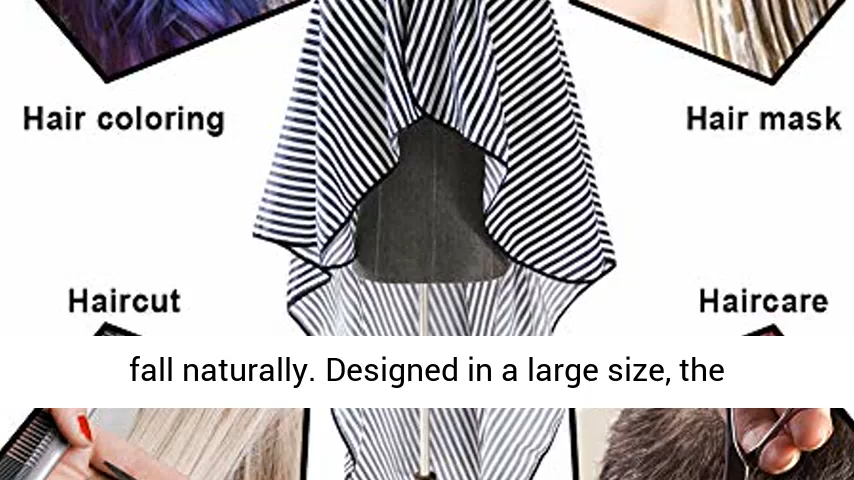 Hair coloring
Hair mask
Haircut
Haircare
fall naturally. Designed in a large size, the